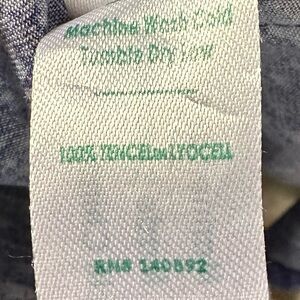 Machine Wash Cold
Tumble Dry Low
100% TENCEL™ LYOCELL
RN# 140892